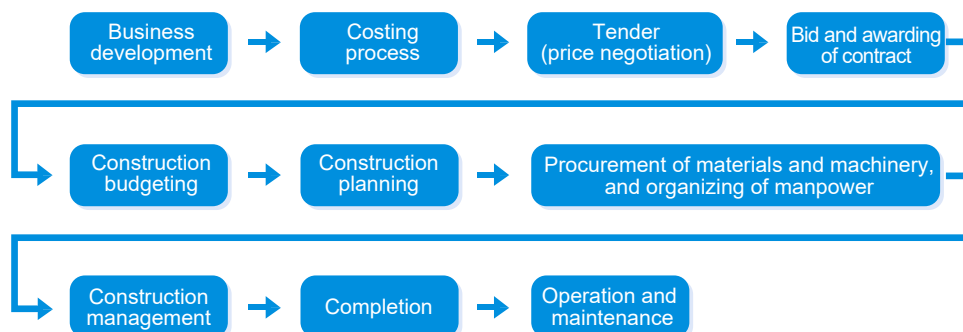 Business
development
Costing
process
Tender
(price negotiation)
Bid and awarding
of contract
Construction
budgeting
Construction
planning
Procurement of materials and machinery,
and organizing of manpower
Construction
management
Completion
Operation and
maintenance